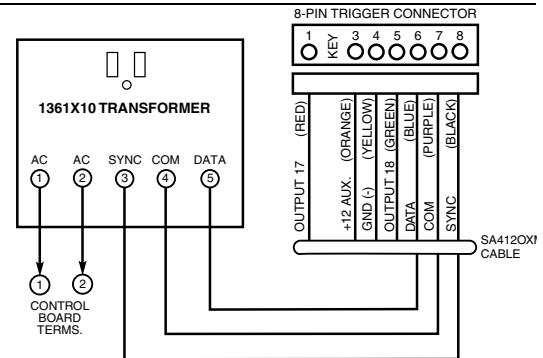 8-PIN TRIGGER CONNECTOR
1 KEY 3 4 5 6 7 8
1361X10 TRANSFORMER
AC AC SYNC COM DATA
1 2 3 4 5
OUTPUT 17 (RED)
+12 AUX. (ORANGE)
GND (-) (YELLOW)
OUTPUT 18 (GREEN)
DATA (BLUE)
COM (PURPLE)
SYNC (BLACK)
SA412OXM
CABLE
1 2
CONTROL
BOARD
TERMS.